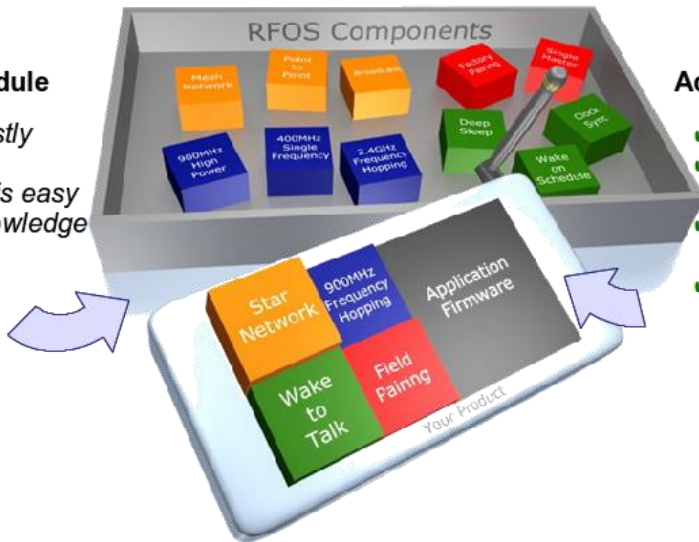 RFOS Components
dule
stly
is easy
owledge
Ac
Mesh
Network
Point
to
Point
Broadcast
Factory
Pairing
Single
Master
900MHz
High
Power
400MHz
Single
Frequency
2.4GHz
Frequency
Hopping
Deep
Sleep
Clock
Sync
Wake
on
Schedule
Star
Network
900MHz
Frequency
Hopping
Application
Firmware
Wake
to
Talk
Field
Pairing
Your Product